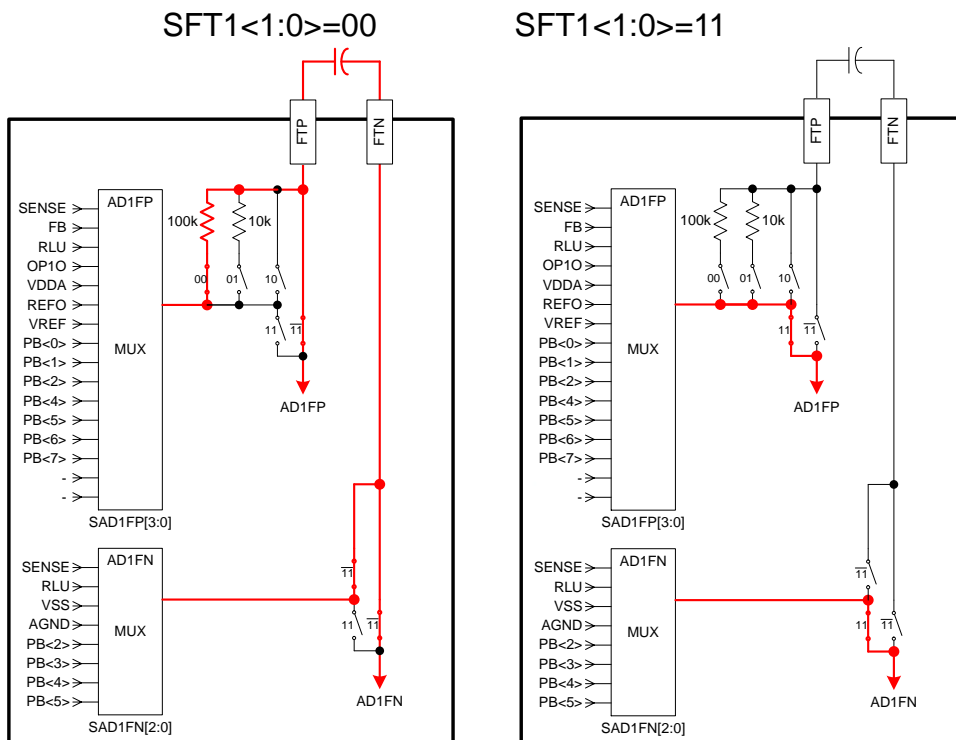 SFT1<1:0>=00
FTP
FTN
AD1FP
SENSE
FB
RLU
OP1O
VDDA
REFO
VREF
PB<0>
PB<1>
PB<2>
PB<4>
PB<5>
PB<6>
PB<7>
-
-
MUX
100k
10k
00
01
10
11
11
AD1FP
SAD1FP[3:0]
AD1FN
SENSE
RLU
VSS
AGND
PB<2>
PB<3>
PB<4>
PB<5>
MUX
11
11
11
AD1FN
SAD1FN[2:0]
SFT1<1:0>=11
FTP
FTN
AD1FP
SENSE
FB
RLU
OP1O
VDDA
REFO
VREF
PB<0>
PB<1>
PB<2>
PB<4>
PB<5>
PB<6>
PB<7>
-
-
MUX
100k
10k
00
01
10
11
11
AD1FP
SAD1FP[3:0]
AD1FN
SENSE
RLU
VSS
AGND
PB<2>
PB<3>
PB<4>
PB<5>
MUX
11
11
11
AD1FN
SAD1FN[2:0]